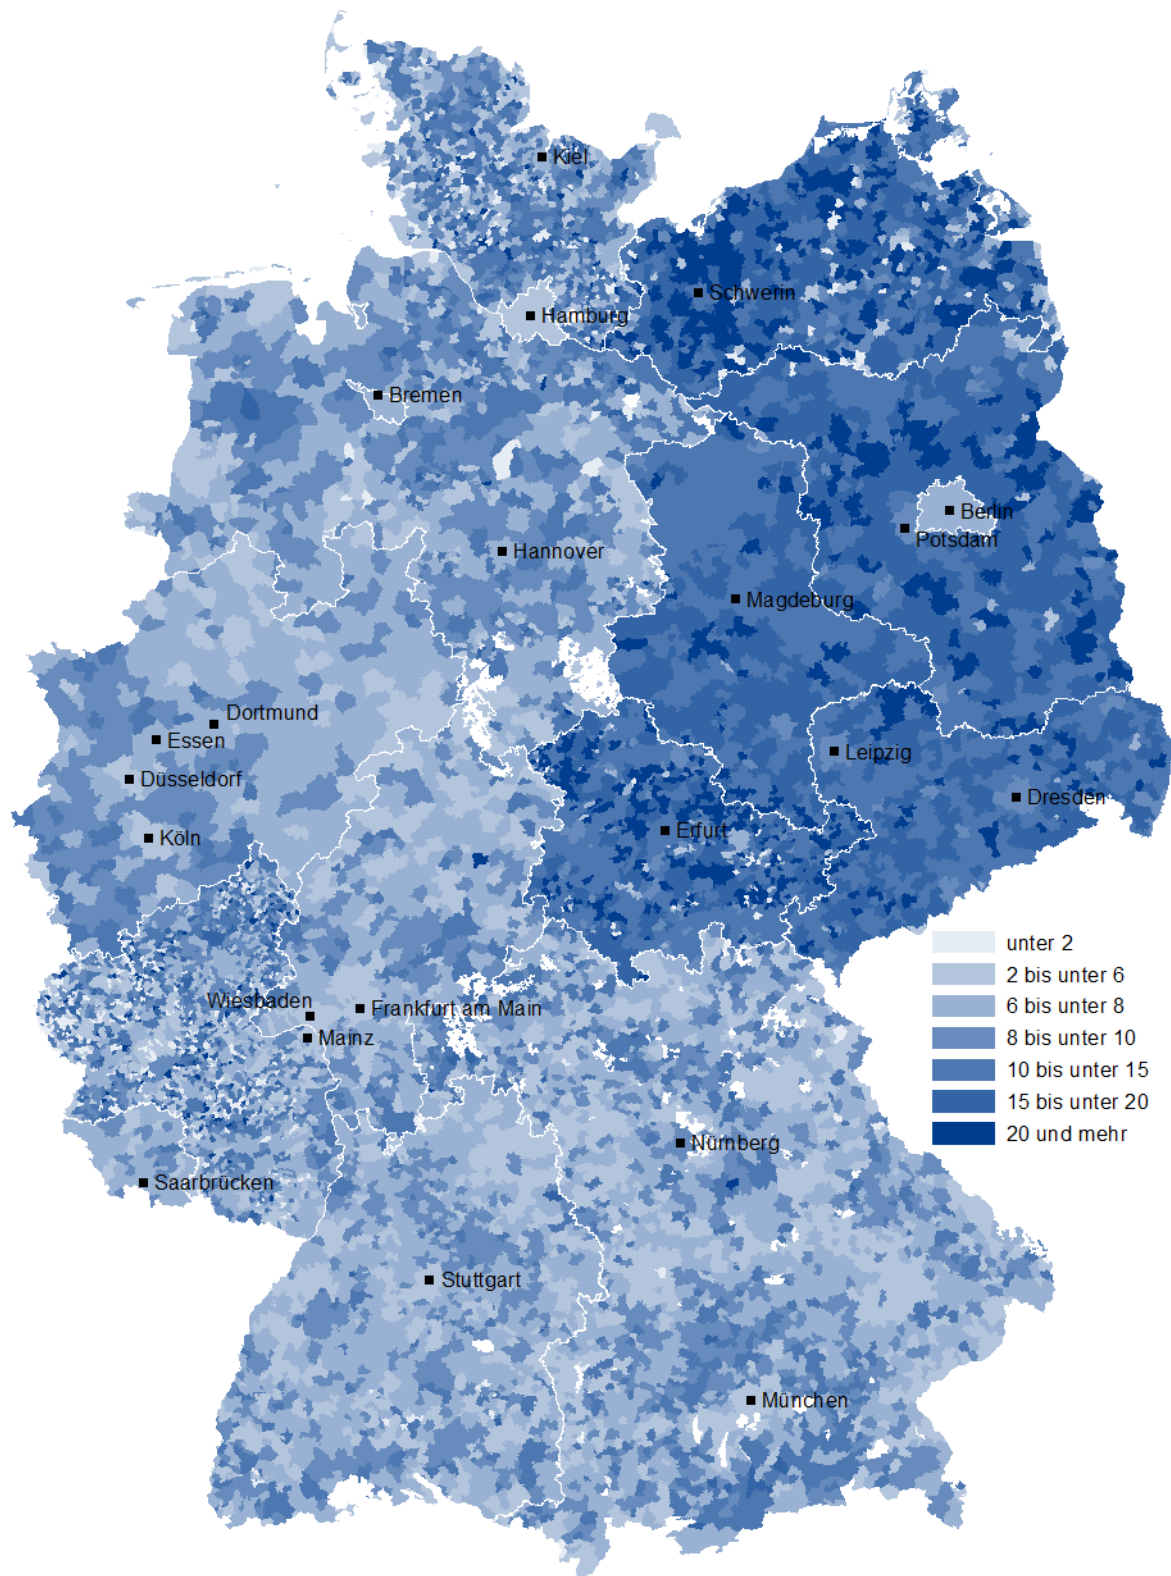 Kiel
Schwerin
Hamburg
Bremen
Berlin
Potsdam
Hannover
Magdeburg
Dortmund
Essen
Leipzig
Düsseldorf
Dresden
Köln
Erfurt
Wiesbaden
Frankfurt am Main
Mainz
Nürnberg
Saarbrücken
Stuttgart
München
unter 2
2 bis unter 6
6 bis unter 8
8 bis unter 10
10 bis unter 15
15 bis unter 20
20 und mehr